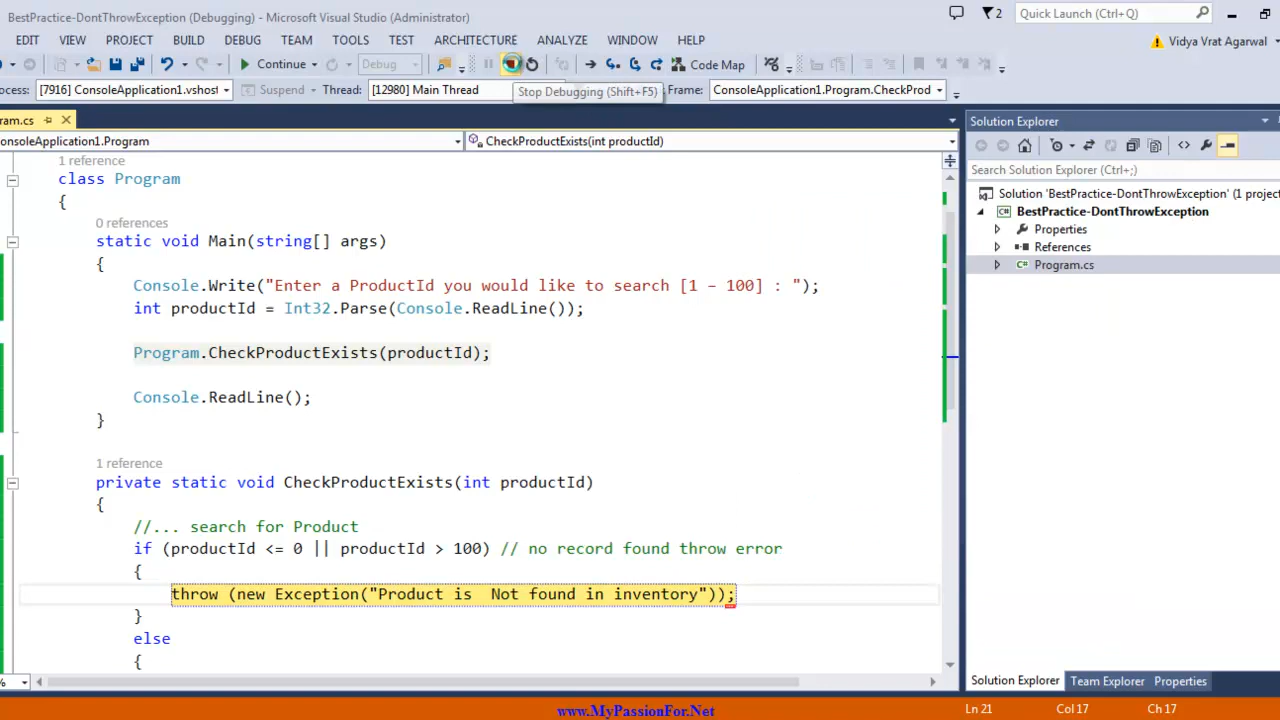 BestPractice-DontThrowException (Debugging) - Microsoft Visual Studio (Administrator)
2
Quick Launch (Ctrl+Q)
EDIT VIEW PROJECT BUILD DEBUG TEAM TOOLS TEST ARCHITECTURE ANALYZE WINDOW HELP
Vidya Vrat Agarwal
Continue Debug Code Map
ocess: [7916] ConsoleApplication1.vshost Suspend Thread: [12980] Main Thread Frame: ConsoleApplication1.Program.CheckProd
Stop Debugging (Shift+F5)
ram.cs
Solution Explorer
onsoleApplication1.Program CheckProductExists(int productId)
Search Solution Explorer (Ctrl+;)
Solution 'BestPractice-DontThrowException' (1 projec
BestPractice-DontThrowException
Properties
References
Program.cs
1 reference
class Program
{
0 references
static void Main(string[] args)
{
Console.Write("Enter a ProductId you would like to search [1 – 100] : ");
int productId = Int32.Parse(Console.ReadLine());
Program.CheckProductExists(productId);
Console.ReadLine();
}
1 reference
private static void CheckProductExists(int productId)
{
//... search for Product
if (productId <= 0 || productId > 100) // no record found throw error
{
throw (new Exception("Product is  Not found in inventory"));
}
else
{
%
Solution Explorer Team Explorer Properties
www.MyPassionFor.Net
Ln 21 Col 17 Ch 17